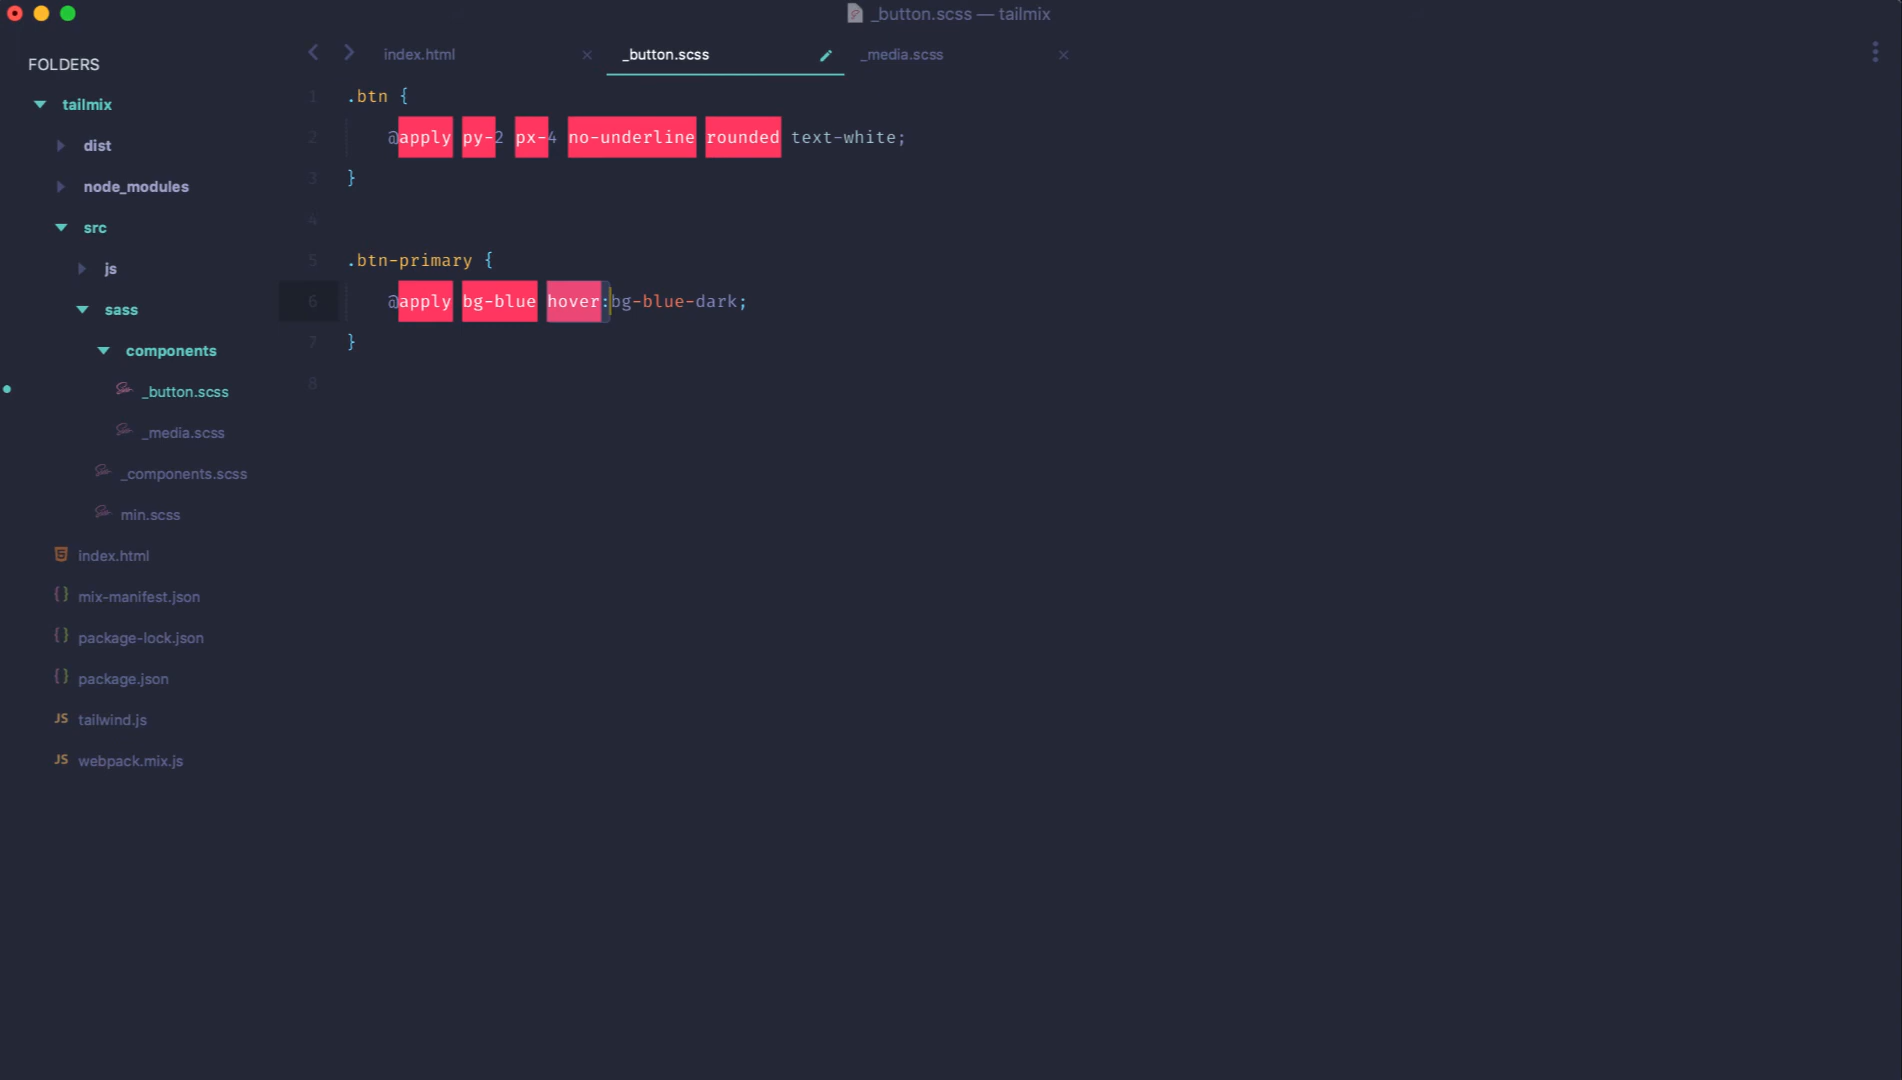 _button.scss — tailmix
FOLDERS
tailmix
dist
node_modules
src
js
sass
components
_button.scss
_media.scss
_components.scss
min.scss
index.html
mix-manifest.json
package-lock.json
package.json
JS tailwind.js
JS webpack.mix.js
index.html × _button.scss _media.scss ×
1 .btn {
2 @apply py-2 px-4 no-underline rounded text-white;
3 }
4
5 .btn-primary {
6 @apply bg-blue hover:bg-blue-dark;
7 }
8